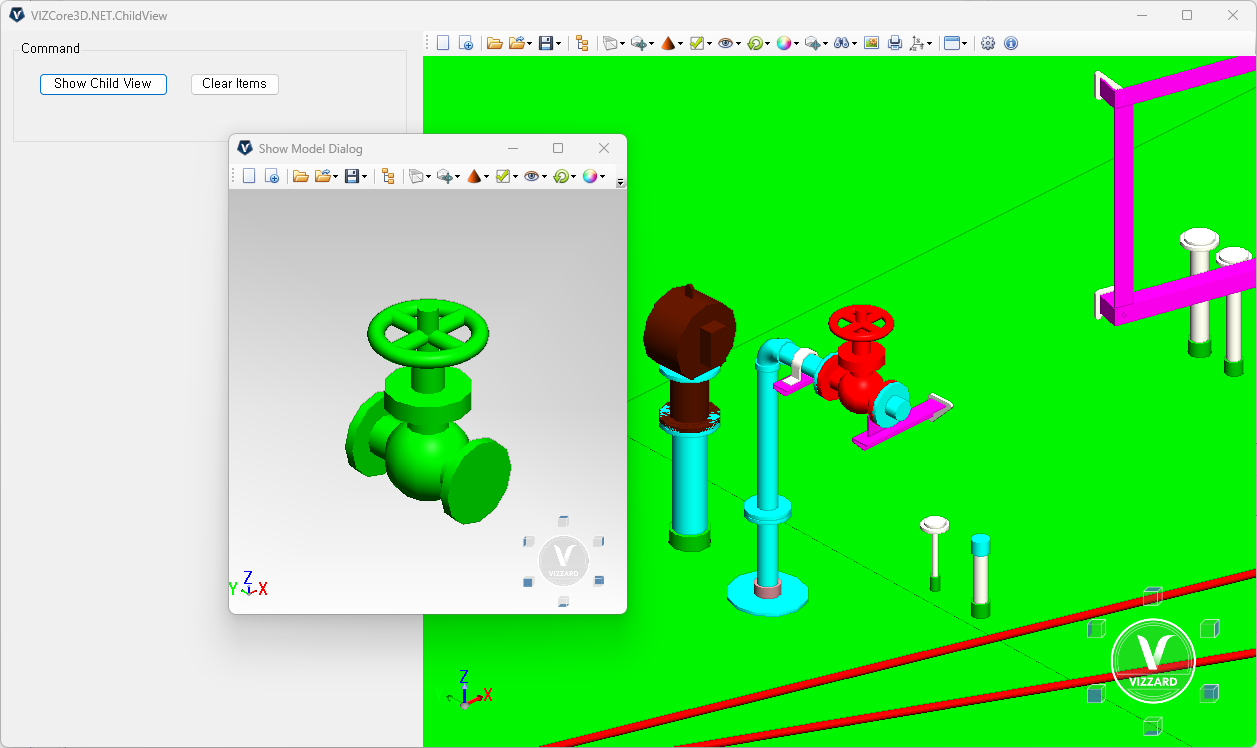 VIZCore3D.NET.ChildView
Command
Show Child View
Clear Items
Show Model Dialog
VIZZARD
Z
Y
X
Z
X
VIZZARD